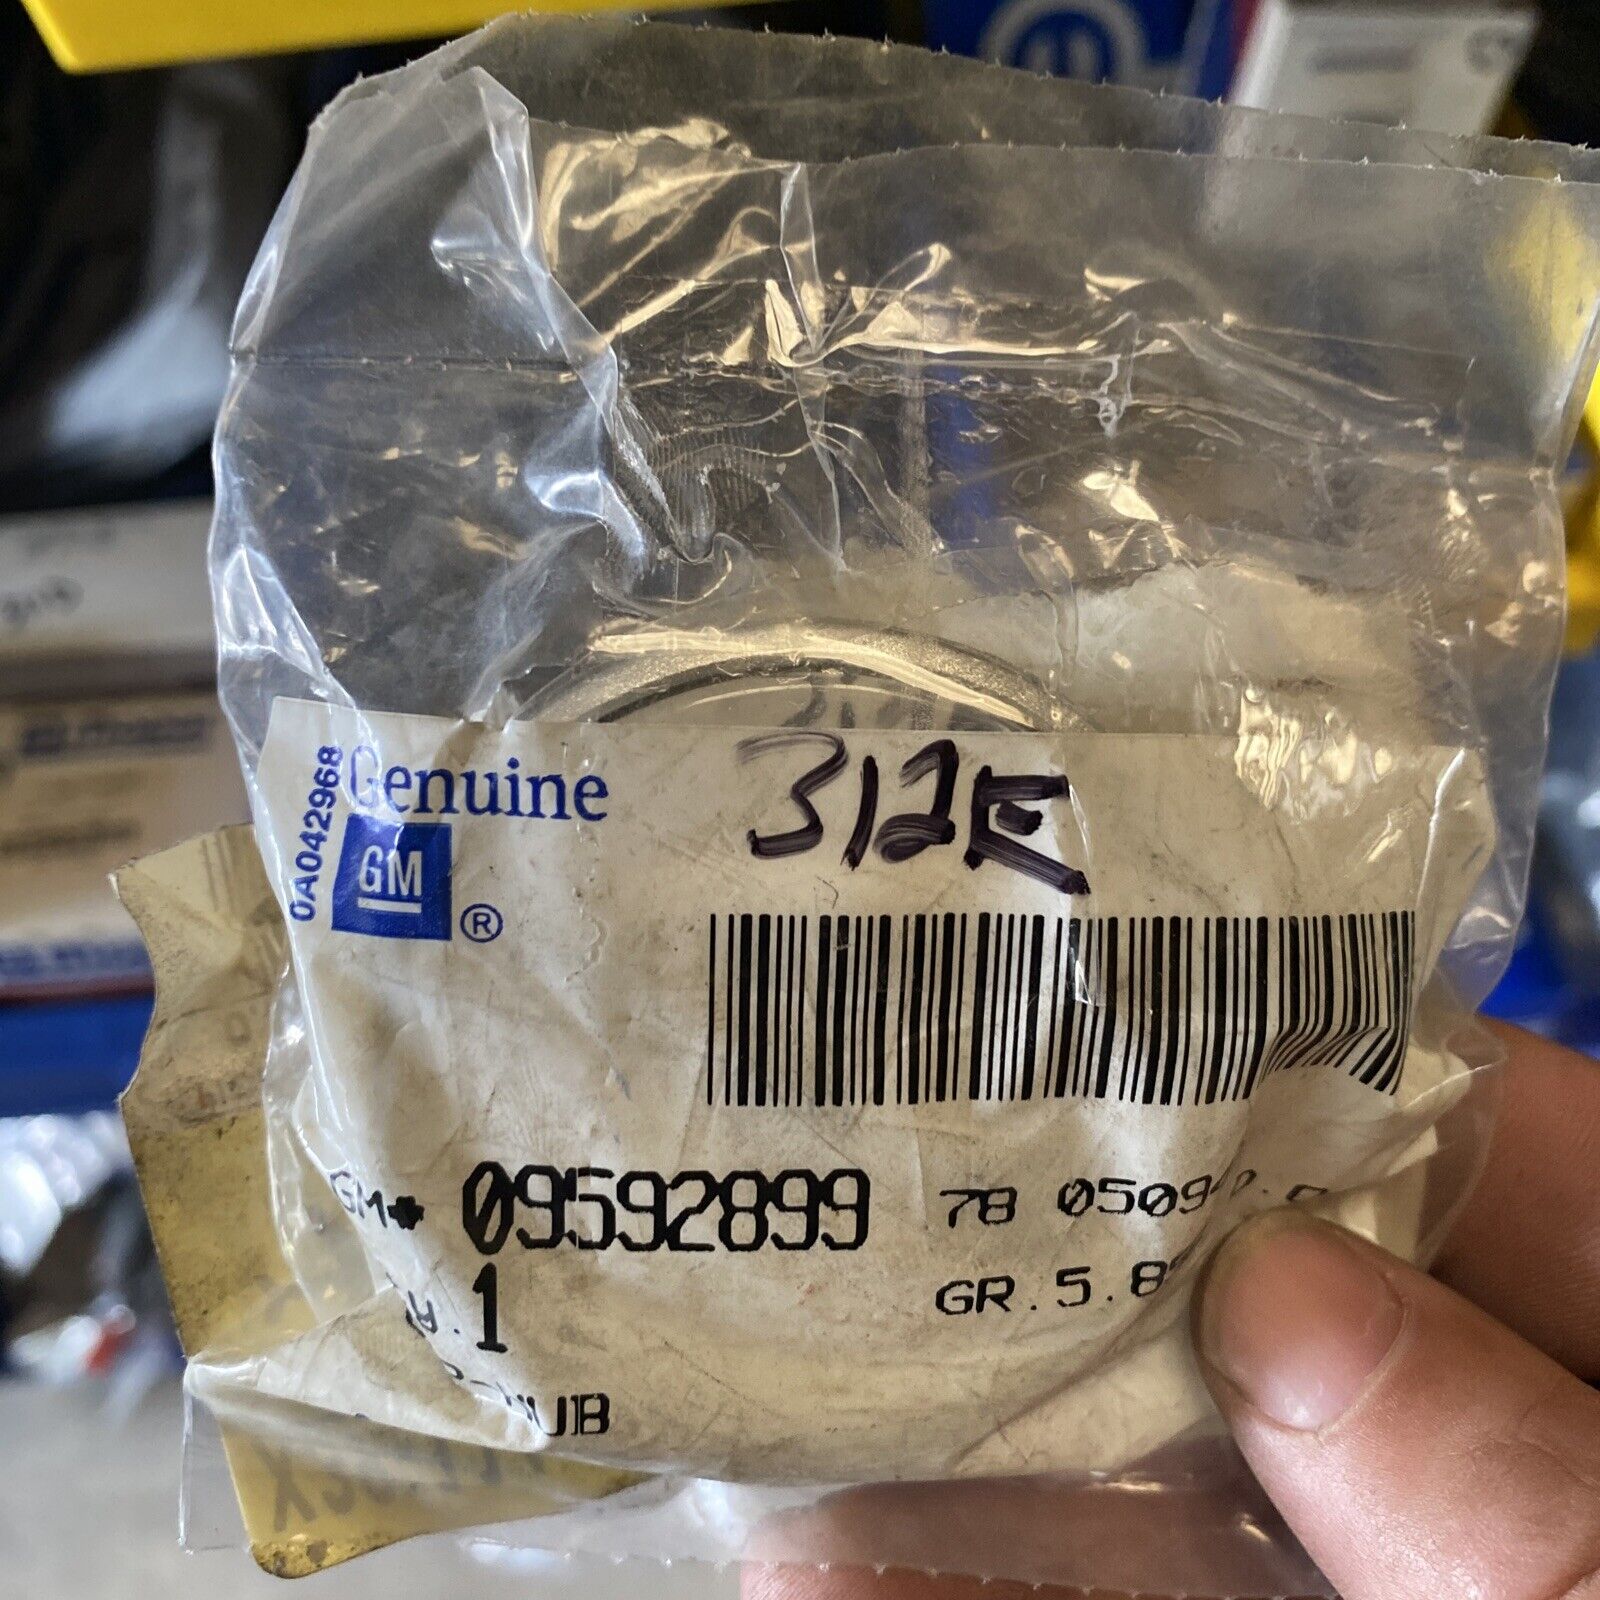 312E
Genuine
0A042968
GM ®
GM# 09592899 78
1 GR.5.8